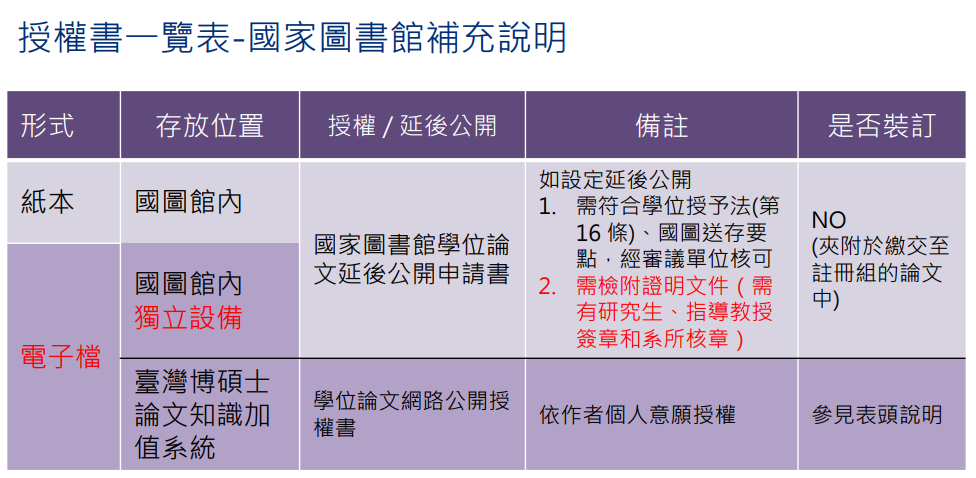 授權書一覽表-國家圖書館補充說明
形式
存放位置
授權 / 延後公開
備註
是否裝訂
紙本
國圖館內
國家圖書館學位論
文延後公開申請書
如設定延後公開
1. 需符合學位授予法(第
16 條)、國圖送存要
點，經審議單位核可
2. 需檢附證明文件（需
有研究生、指導教授
簽章和系所核章）
NO
(夾附於繳交至
註冊組的論文
中)
電子檔
國圖館內
獨立設備
臺灣博碩士
論文知識加
值系統
學位論文網路公開授
權書
依作者個人意願授權
參見表頭說明